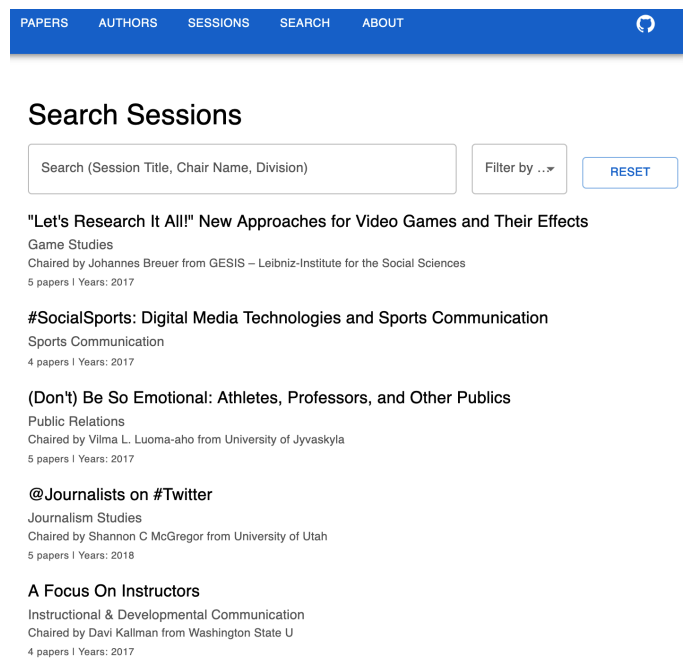 PAPERS AUTHORS SESSIONS SEARCH ABOUT
Search Sessions
Search (Session Title, Chair Name, Division)
Filter by ...
RESET
"Let's Research It All!" New Approaches for Video Games and Their Effects
Game Studies
Chaired by Johannes Breuer from GESIS – Leibniz-Institute for the Social Sciences
5 papers | Years: 2017
#SocialSports: Digital Media Technologies and Sports Communication
Sports Communication
4 papers | Years: 2017
(Don't) Be So Emotional: Athletes, Professors, and Other Publics
Public Relations
Chaired by Vilma L. Luoma-aho from University of Jyvaskyla
5 papers | Years: 2017
@Journalists on #Twitter
Journalism Studies
Chaired by Shannon C McGregor from University of Utah
5 papers | Years: 2018
A Focus On Instructors
Instructional & Developmental Communication
Chaired by Davi Kallman from Washington State U
4 papers | Years: 2017